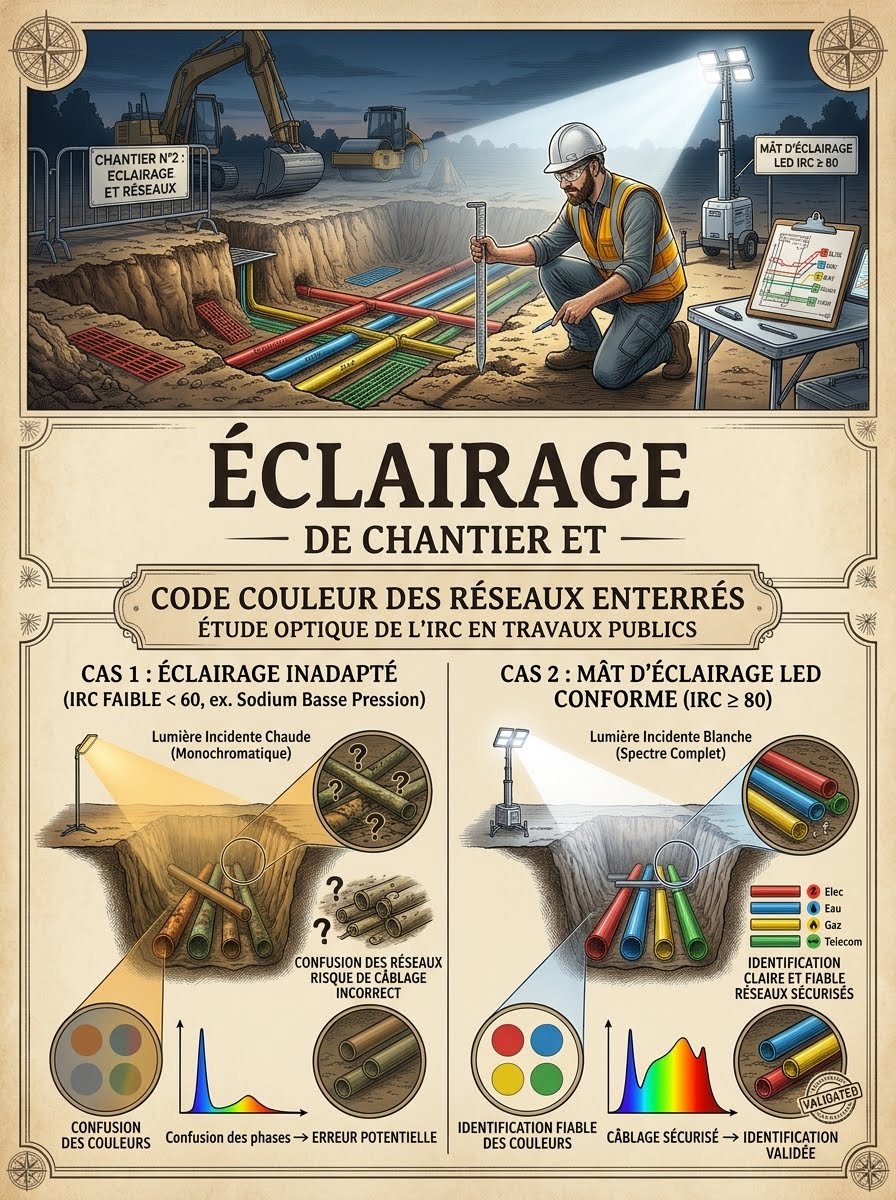 CHANTIER N°2 :
ECLAIRAGE
ET RÉSEAUX
MÂT D'ÉCLAIRAGE
LED IRC ≥ 80
ÉCLAIRAGE
DE CHANTIER ET
CODE COULEUR DES RÉSEAUX ENTERRÉS
ÉTUDE OPTIQUE DE L'IRC EN TRAVAUX PUBLICS
CAS 1 : ÉCLAIRAGE INADAPTÉ
(IRC FAIBLE < 60, ex. Sodium Basse Pression)
Lumière Incidente Chaude
(Monochromatique)
?
?
?
?
?
?
CONFUSION DES RÉSEAUX
RISQUE DE CÂBLAGE
INCORRECT
CONFUSION
DES COULEURS
Confusion des phases → ERREUR POTENTIELLE
CAS 2 : MÂT D'ÉCLAIRAGE LED
CONFORME (IRC ≥ 80)
Lumière Incidente Blanche
(Spectre Complet)
Elec
Eau
Gaz
Telecom
IDENTIFICATION
CLAIRE ET FIABLE
RÉSEAUX SÉCURISÉS
IDENTIFICATION FIABLE
DES COULEURS
VALIGATED
CÂBLAGE SÉCURISÉ → IDENTIFICATION
VALIDÉE